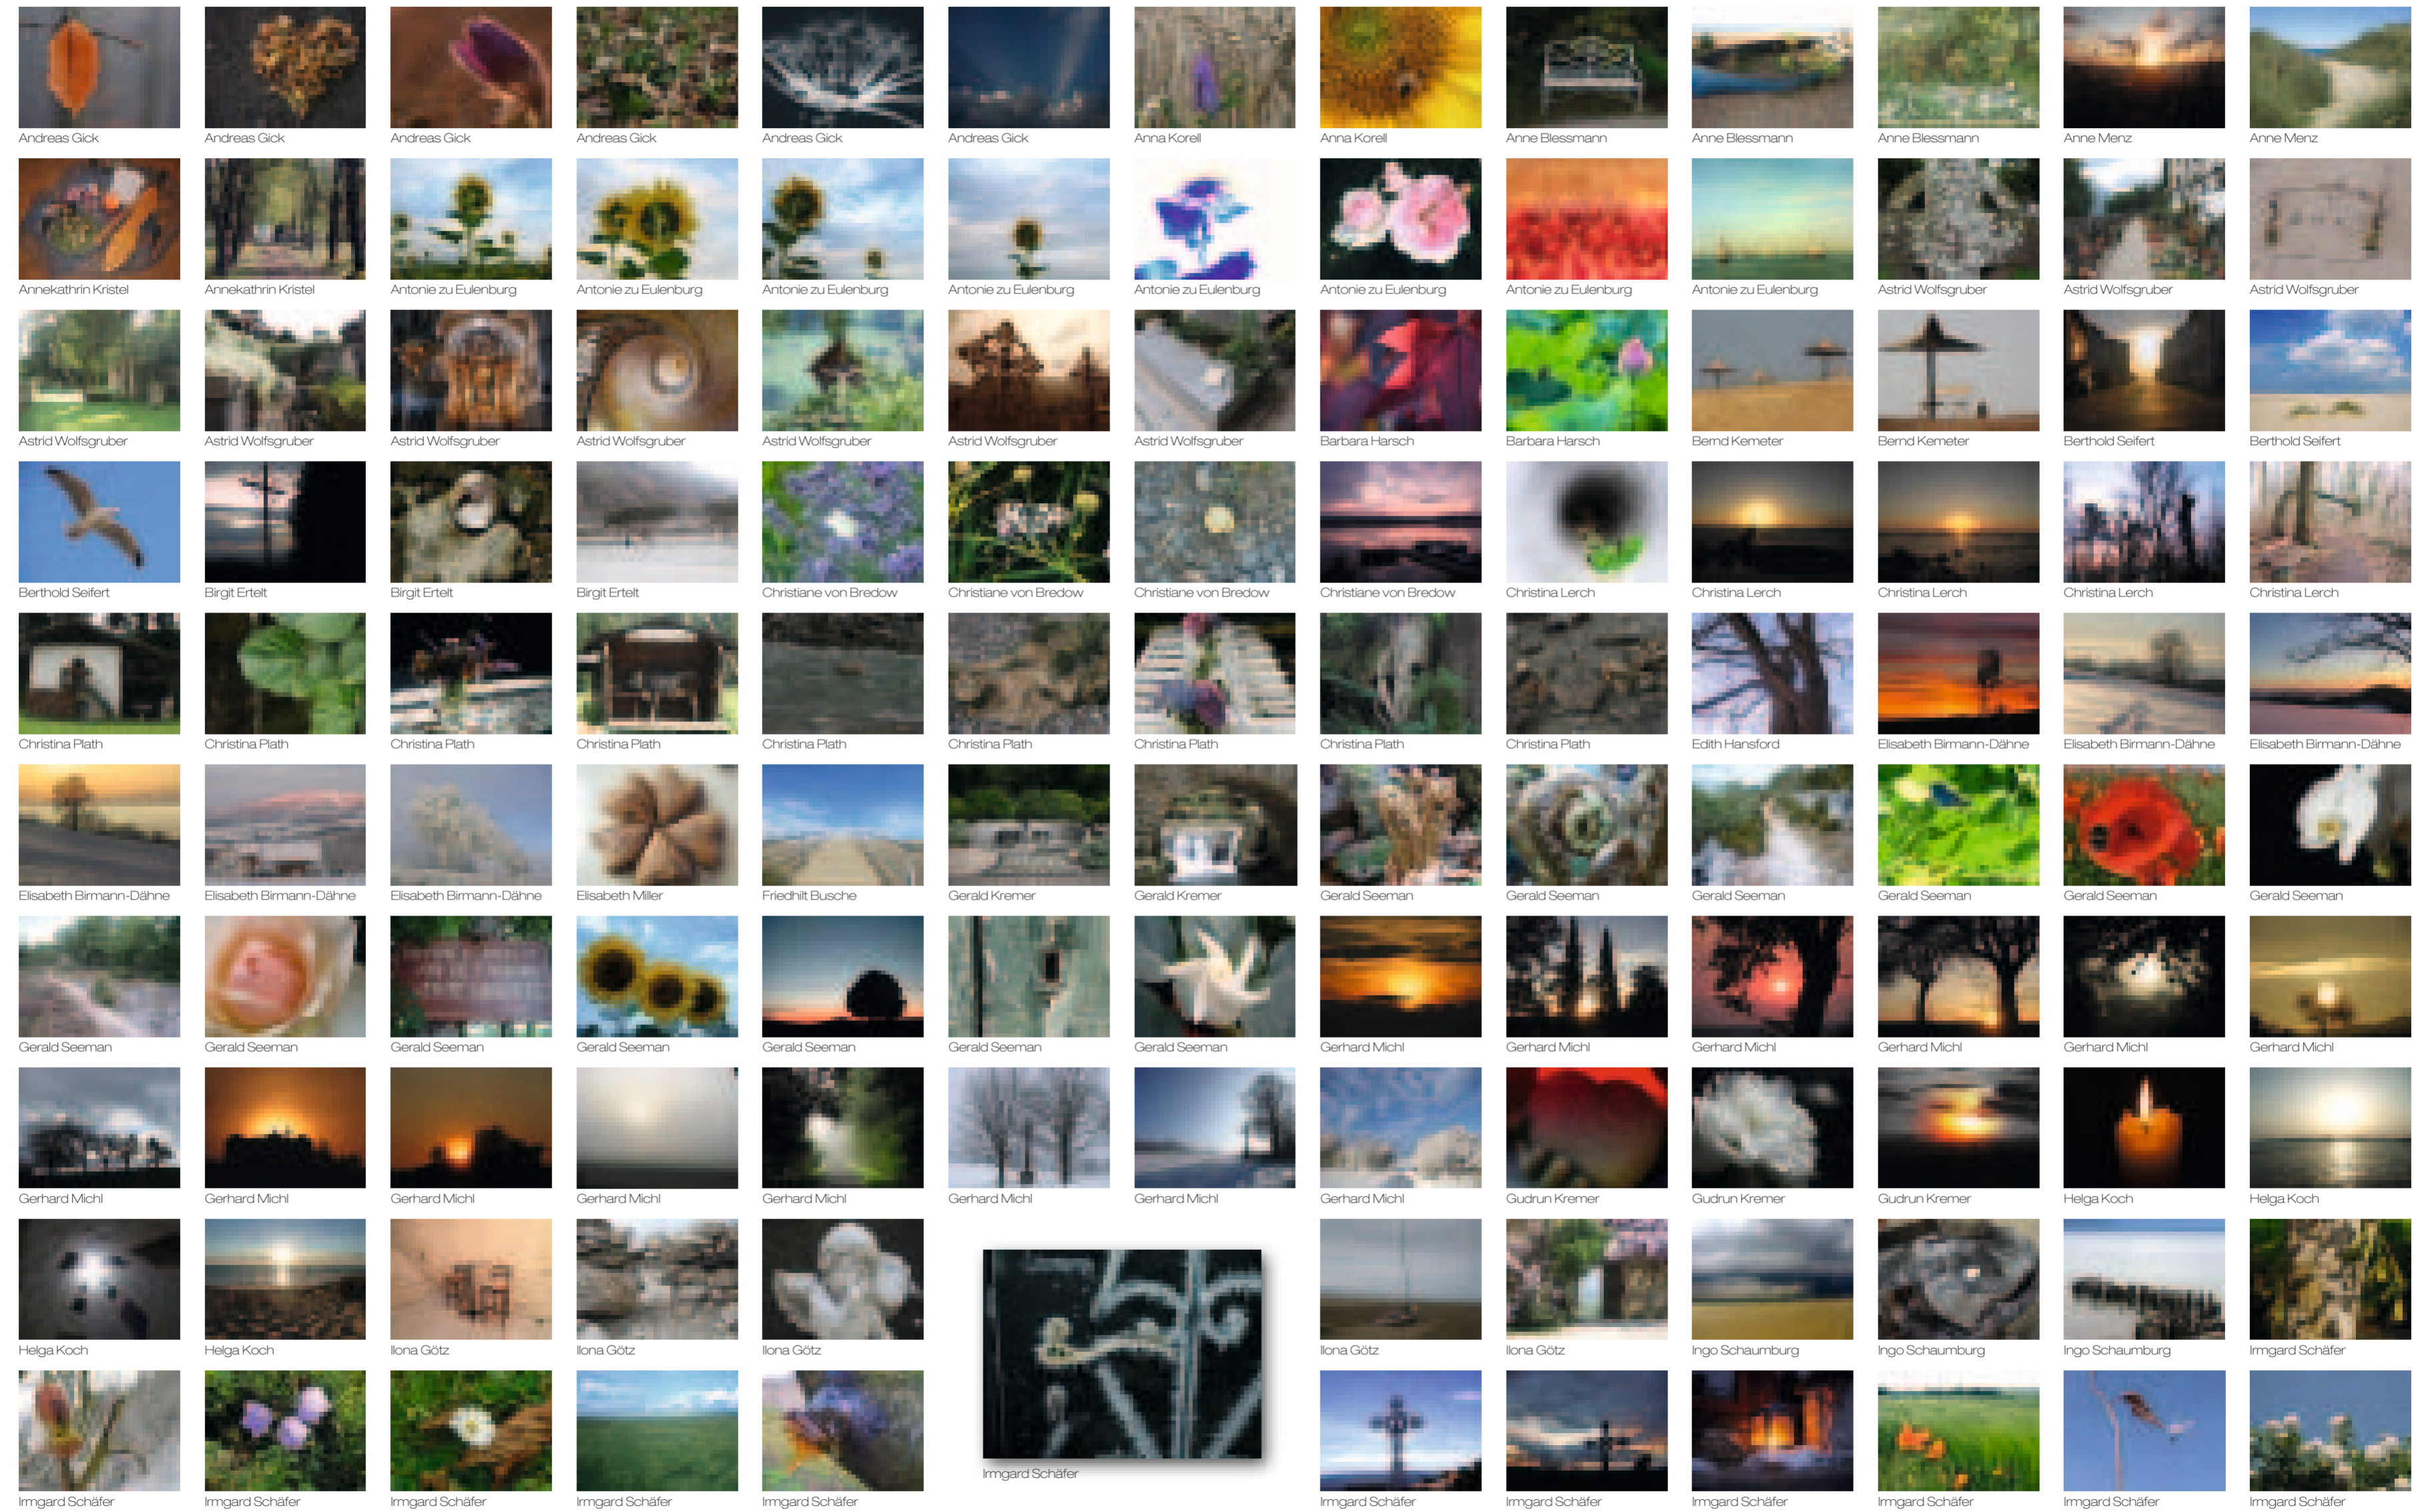 Andreas Gick
Andreas Gick
Andreas Gick
Andreas Gick
Andreas Gick
Andreas Gick
Anna Korell
Anna Korell
Anne Blessmann
Anne Blessmann
Anne Blessmann
Anne Menz
Anne Menz
Annekathrin Kristel
Annekathrin Kristel
Antonie zu Eulenburg
Antonie zu Eulenburg
Antonie zu Eulenburg
Antonie zu Eulenburg
Antonie zu Eulenburg
Antonie zu Eulenburg
Antonie zu Eulenburg
Antonie zu Eulenburg
Astrid Wolfsgruber
Astrid Wolfsgruber
Astrid Wolfsgruber
Astrid Wolfsgruber
Astrid Wolfsgruber
Astrid Wolfsgruber
Astrid Wolfsgruber
Astrid Wolfsgruber
Astrid Wolfsgruber
Astrid Wolfsgruber
Barbara Harsch
Barbara Harsch
Bernd Kemeter
Bernd Kemeter
Berthold Seifert
Berthold Seifert
Berthold Seifert
Birgit Ertelt
Birgit Ertelt
Birgit Ertelt
Christiane von Bredow
Christiane von Bredow
Christiane von Bredow
Christiane von Bredow
Christina Lerch
Christina Lerch
Christina Lerch
Christina Lerch
Christina Lerch
Christina Plath
Christina Plath
Christina Plath
Christina Plath
Christina Plath
Christina Plath
Christina Plath
Christina Plath
Christina Plath
Edith Hansford
Elisabeth Birmann-Dähne
Elisabeth Birmann-Dähne
Elisabeth Birmann-Dähne
Elisabeth Birmann-Dähne
Elisabeth Birmann-Dähne
Elisabeth Birmann-Dähne
Elisabeth Miller
Friedhilt Busche
Gerald Kremer
Gerald Kremer
Gerald Seeman
Gerald Seeman
Gerald Seeman
Gerald Seeman
Gerald Seeman
Gerald Seeman
Gerald Seeman
Gerald Seeman
Gerald Seeman
Gerald Seeman
Gerald Seeman
Gerald Seeman
Gerald Seeman
Gerhard Michl
Gerhard Michl
Gerhard Michl
Gerhard Michl
Gerhard Michl
Gerhard Michl
Gerhard Michl
Gerhard Michl
Gerhard Michl
Gerhard Michl
Gerhard Michl
Gerhard Michl
Gerhard Michl
Gerhard Michl
Gudrun Kremer
Gudrun Kremer
Gudrun Kremer
Helga Koch
Helga Koch
Helga Koch
Helga Koch
Ilona Götz
Ilona Götz
Ilona Götz
Ilona Götz
Ilona Götz
Ingo Schaumburg
Ingo Schaumburg
Ingo Schaumburg
Irmgard Schäfer
Irmgard Schäfer
Irmgard Schäfer
Irmgard Schäfer
Irmgard Schäfer
Irmgard Schäfer
Irmgard Schäfer
Irmgard Schäfer
Irmgard Schäfer
Irmgard Schäfer
Irmgard Schäfer
Irmgard Schäfer
Irmgard Schäfer